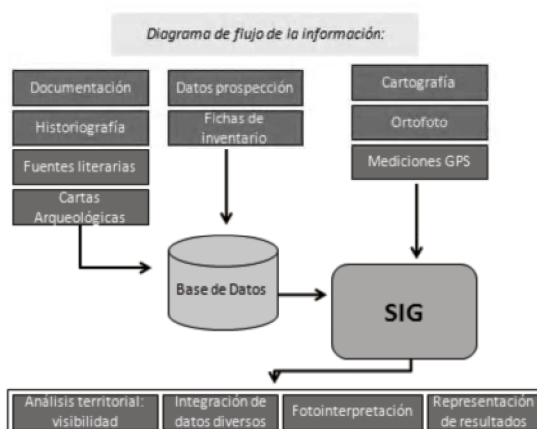 Diagrama de flujo de la información:
Documentación
Historiografía
Fuentes literarias
Cartas
Arqueológicas
Datos prospección
Fichas de
inventario
Cartografía
Ortofoto
Mediciones GPS
Base de Datos
SIG
Análisis territorial:
visibilidad
Integración de
datos diversos
Fotointerpretación
Representación
de resultados